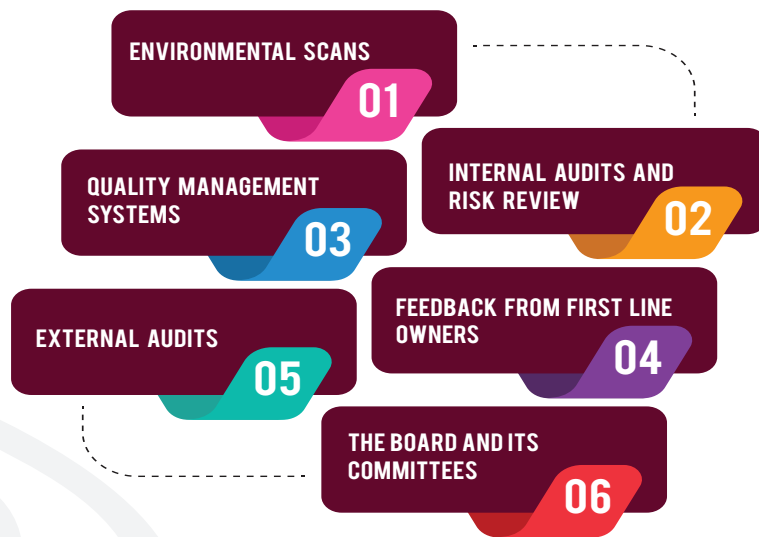 ENVIRONMENTAL SCANS
01
INTERNAL AUDITS AND
RISK REVIEW
02
QUALITY MANAGEMENT
SYSTEMS
03
FEEDBACK FROM FIRST LINE
OWNERS
04
EXTERNAL AUDITS
05
THE BOARD AND ITS
COMMITTEES
06